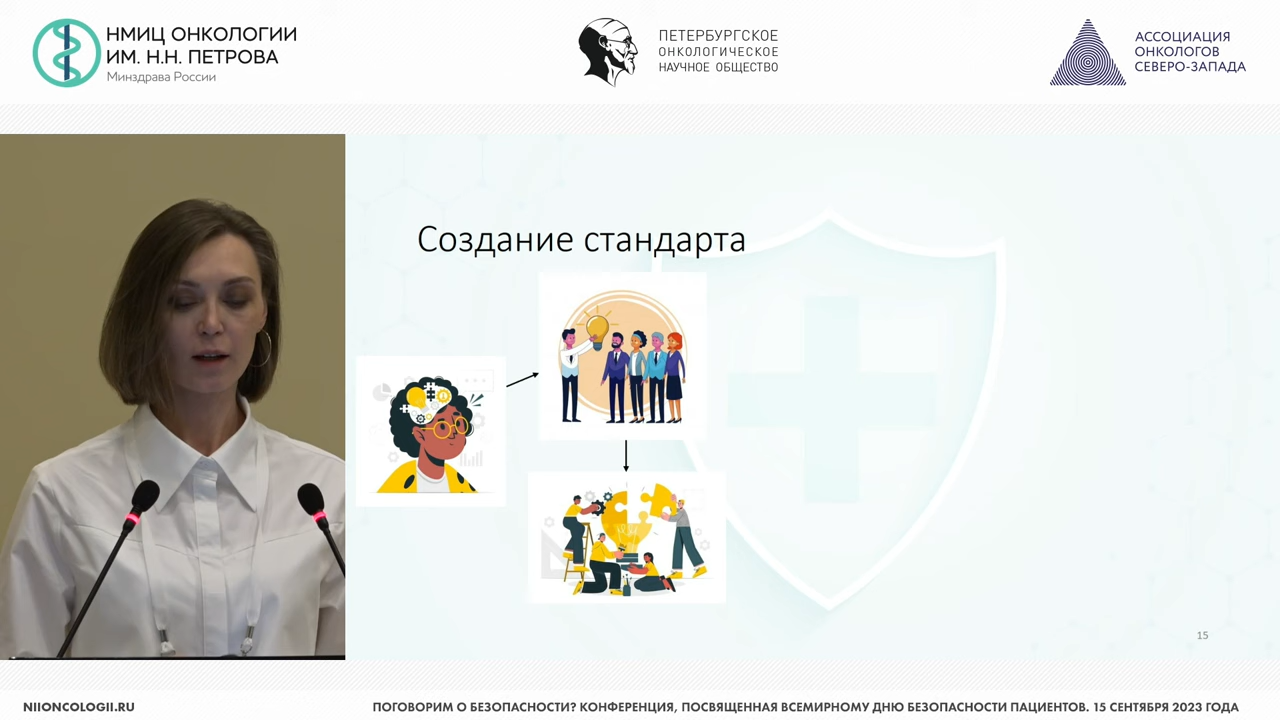 НМИЦ ОНКОЛОГИИ
ИМ. Н.Н. ПЕТРОВА
Минздрава России
ПЕТЕРБУРГСКОЕ
ОНКОЛОГИЧЕСКОЕ
НАУЧНОЕ ОБЩЕСТВО
АССОЦИАЦИЯ
ОНКОЛОГОВ
СЕВЕРО-ЗАПАДА
Создание стандарта
15
NIIONCOLOGII.RU
ПОГОВОРИМ О БЕЗОПАСНОСТИ? КОНФЕРЕНЦИЯ, ПОСВЯЩЕННАЯ ВСЕМИРНОМУ ДНЮ БЕЗОПАСНОСТИ ПАЦИЕНТОВ. 15 СЕНТЯБРЯ 2023 ГОДА